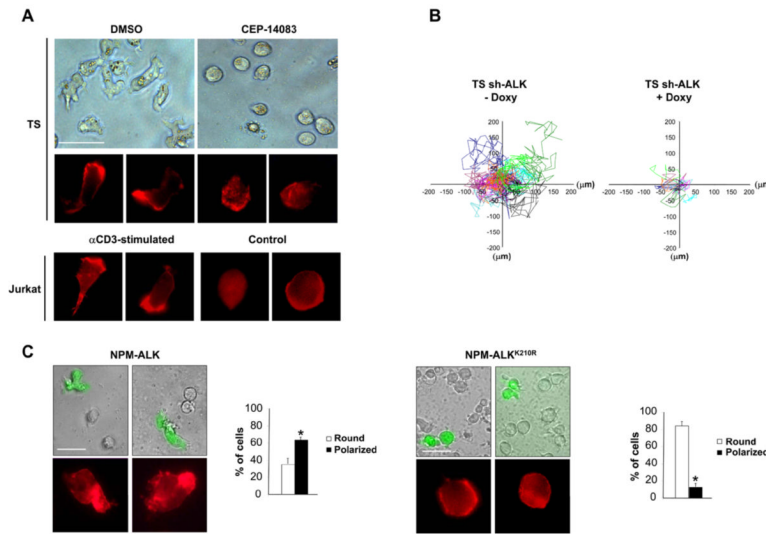 A
DMSO
CEP-14083
TS
αCD3-stimulated
Control
Jurkat
B
TS sh-ALK
- Doxy
200
150
100
50
(μm)
-200 -150 -100 -50 50 100 150 200
-50
-100
-150
-200
(μm)
TS sh-ALK
+ Doxy
200
150
100
50
(μm)
-200 -150 -100 -50 50 100 150 200
-50
-100
-150
-200
(μm)
C
NPM-ALK
% of cells
100
80
60
40
20
0
*
Round
Polarized
NPM-ALK^K210R
% of cells
100
80
60
40
20
0
*
Round
Polarized